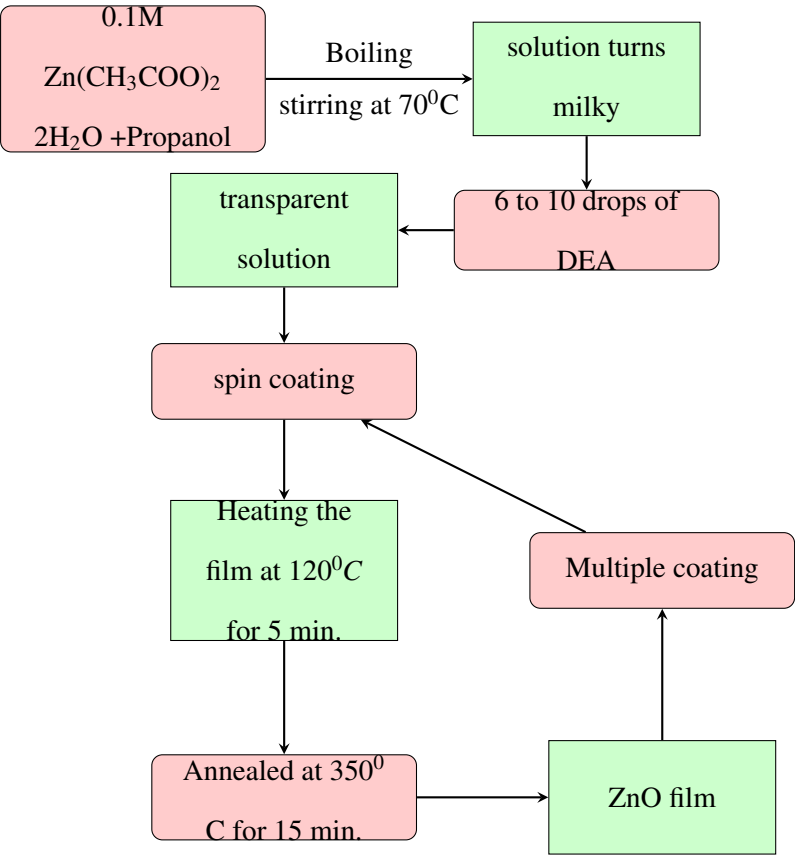 0.1M
Zn(CH₃COO)₂
2H₂O +Propanol
Boiling
stirring at 70⁰C
solution turns
milky
6 to 10 drops of
DEA
transparent
solution
spin coating
Heating the
film at 120⁰C
for 5 min.
Multiple coating
Annealed at 350⁰
C for 15 min.
ZnO film